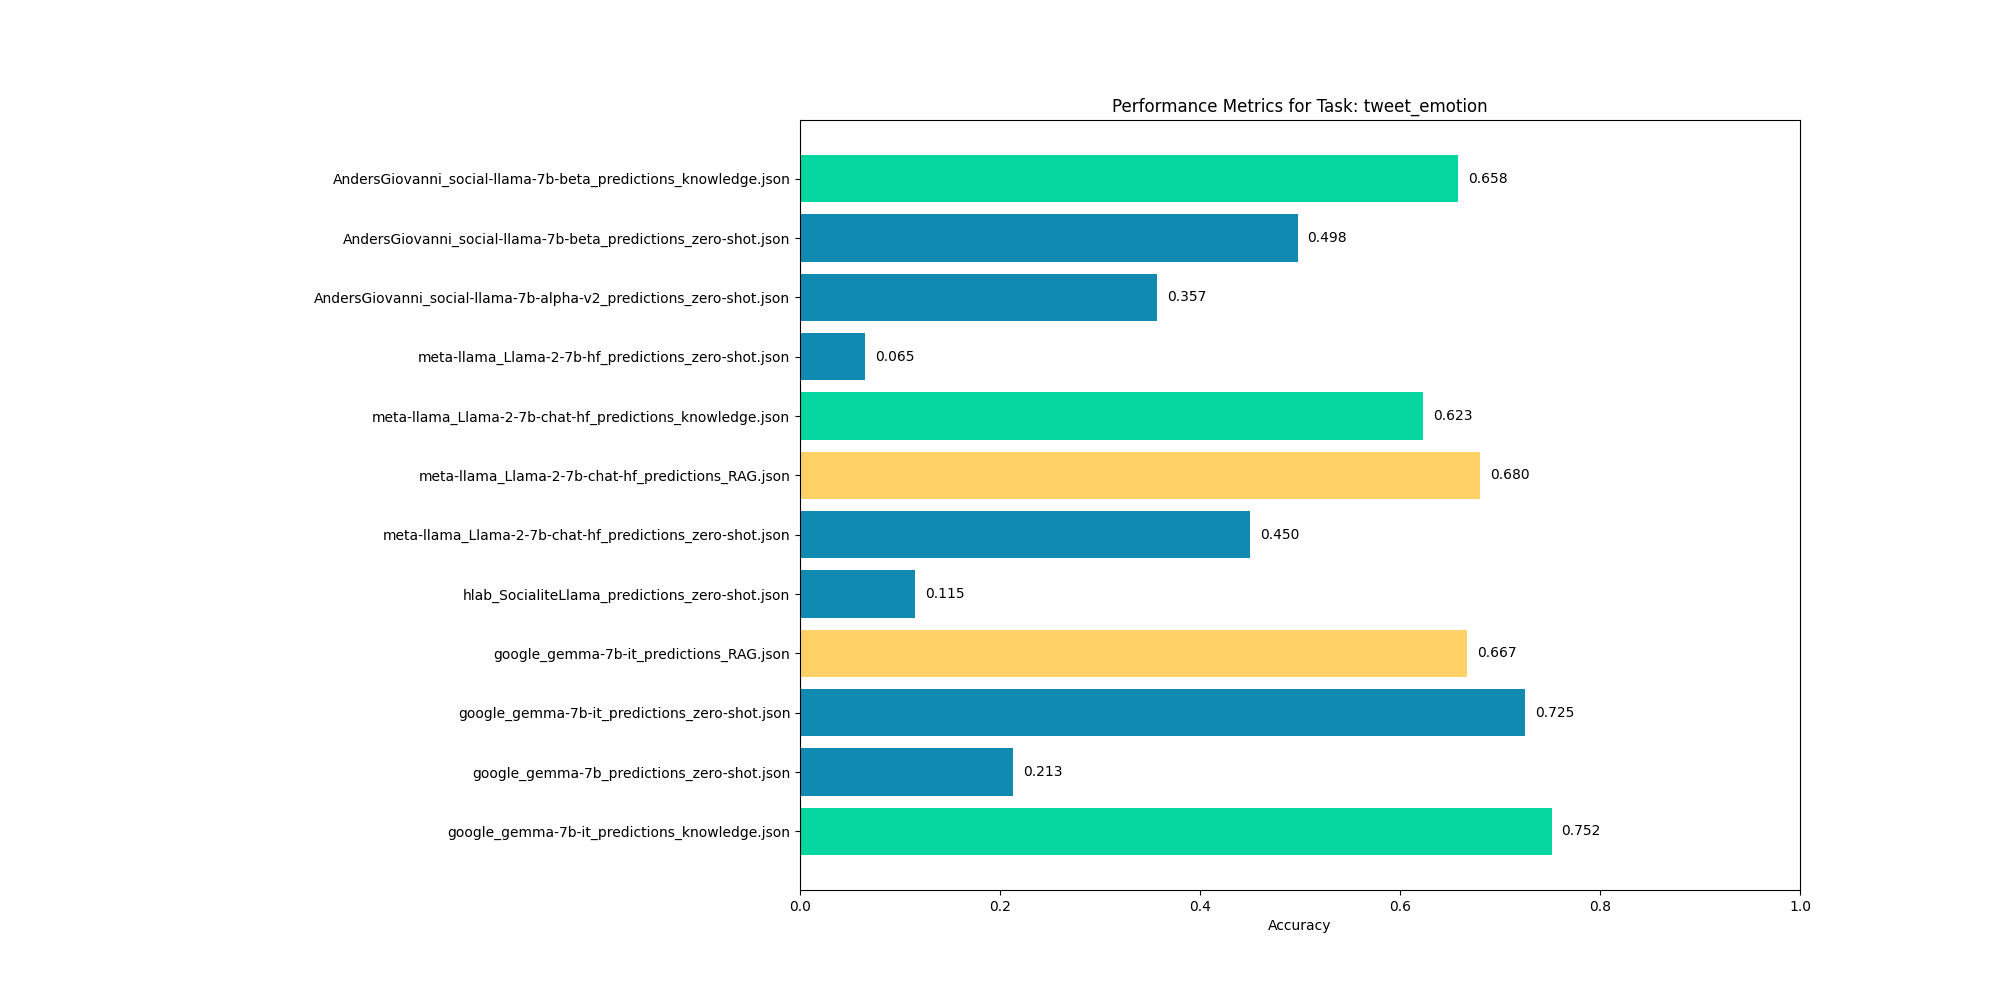 Performance Metrics for Task: tweet_emotion
AndersGiovanni_social-llama-7b-beta_predictions_knowledge.json 0.658
AndersGiovanni_social-llama-7b-beta_predictions_zero-shot.json 0.498
AndersGiovanni_social-llama-7b-alpha-v2_predictions_zero-shot.json 0.357
meta-llama_Llama-2-7b-hf_predictions_zero-shot.json 0.065
meta-llama_Llama-2-7b-chat-hf_predictions_knowledge.json 0.623
meta-llama_Llama-2-7b-chat-hf_predictions_RAG.json 0.680
meta-llama_Llama-2-7b-chat-hf_predictions_zero-shot.json 0.450
hlab_SocialiteLlama_predictions_zero-shot.json 0.115
google_gemma-7b-it_predictions_RAG.json 0.667
google_gemma-7b-it_predictions_zero-shot.json 0.725
google_gemma-7b_predictions_zero-shot.json 0.213
google_gemma-7b-it_predictions_knowledge.json 0.752
0.0 0.2 0.4 0.6 0.8 1.0
Accuracy